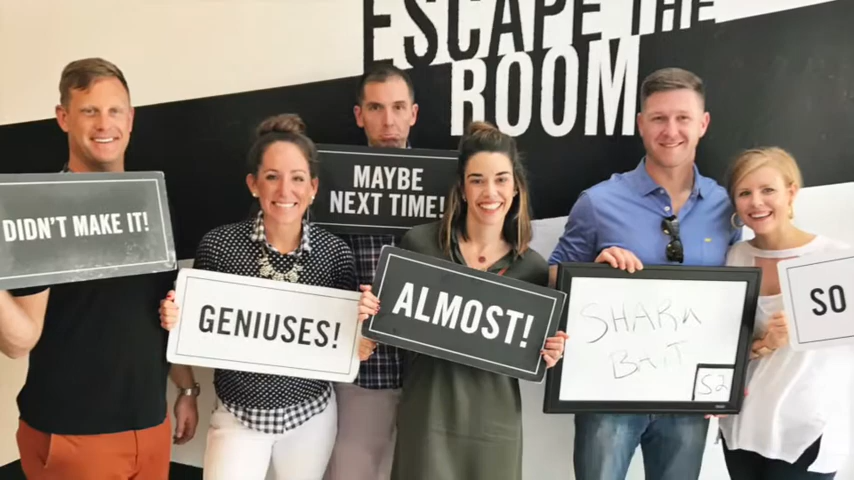 ESCAPE THE
ROOM
DIDN'T MAKE IT!
MAYBE
NEXT TIME!
GENIUSES!
ALMOST!
SHARK
BAIT
52
SO